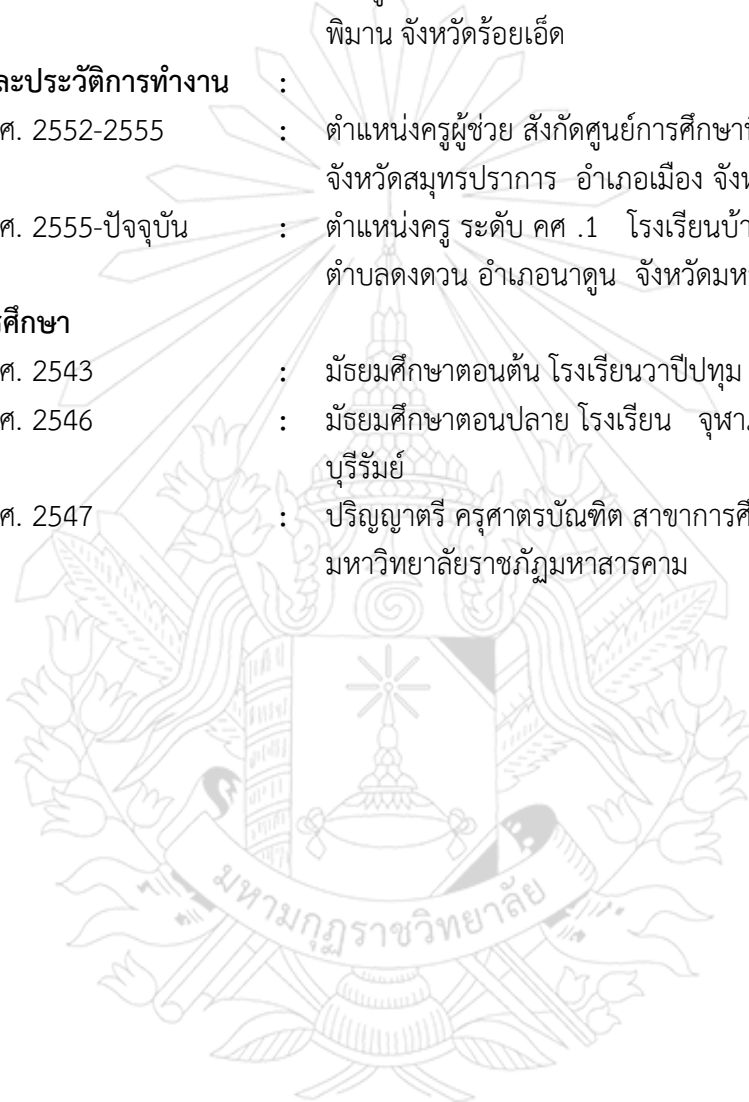 พิมาน จังหวัดร้อยเอ็ด
ละประวัติการทำงาน :
ศ. 2552-2555 : ตำแหน่งครูผู้ช่วย สังกัดศูนย์การศึกษา
จังหวัดสมุทรปราการ อำเภอเมือง
ศ. 2555-ปัจจุบัน : ตำแหน่งครู ระดับ คศ .1 โรงเรียนบ้า
ตำบลดงดวน อำเภอนาดูน จังหวัดมห
รศึกษา
ศ. 2543 : มัธยมศึกษาตอนต้น โรงเรียนวาปีปทุม
ศ. 2546 : มัธยมศึกษาตอนปลาย โรงเรียน จุฬา
บุรีรัมย์
ศ. 2547 : ปริญญาตรี ครุศาตรบัณฑิต สาขาการศึ
มหาวิทยาลัยราชภัฏมหาสารคาม
มหามกุฏราชวิทยาลัย